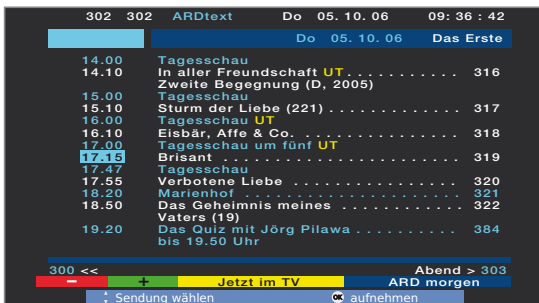 302 302 ARDtext Do 05. 10. 06 09: 36 : 42
Do 05. 10. 06 Das Erste
14.00 Tagesschau
14.10 In aller Freundschaft UT . . . . . . . . . . . 316
Zweite Begegnung (D, 2005)
15.00 Tagesschau
15.10 Sturm der Liebe (221) . . . . . . . . . . . . 317
16.00 Tagesschau UT
16.10 Eisbär, Affe & Co. . . . . . . . . . . . . . . 318
17.00 Tagesschau um fünf UT
17.15 Brisant . . . . . . . . . . . . . . . . . . . . 319
17.47 Tagesschau
17.55 Verbotene Liebe . . . . . . . . . . . . . . . 320
18.20 Marienhof . . . . . . . . . . . . . . . . . . 321
18.50 Das Geheimnis meines . . . . . . . . . . . 322
Vaters (19)
19.20 Das Quiz mit Jörg Pilawa . . . . . . . . . . 384
bis 19.50 Uhr
300 << Abend > 303
– + Jetzt im TV ARD morgen
Sendung wählen OK aufnehmen